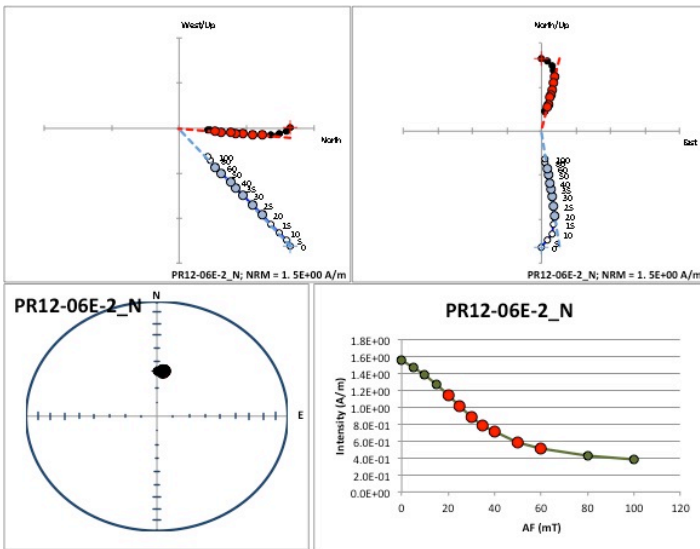 West/Up
North
100
80
60
50
40
35
30
25
20
15
10
5
0
PR12-06E-2_N; NRM = 1.5E+00 A/m
North/Up
East
100
80
60
50
40
35
30
25
20
15
10
5
0
PR12-06E-2_N; NRM = 1.5E+00 A/m
PR12-06E-2_N
N
E
PR12-06E-2_N
Intensity (A/m)
1.8E+00
1.6E+00
1.4E+00
1.2E+00
1.0E+00
8.0E-01
6.0E-01
4.0E-01
2.0E-01
0.0E+00
0
20
40
60
80
100
120
AF (mT)